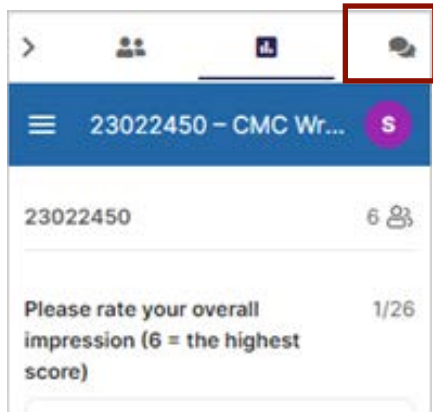 23022450 – CMC Wr... S
23022450 6
Please rate your overall 1/26
impression (6 = the highest
score)